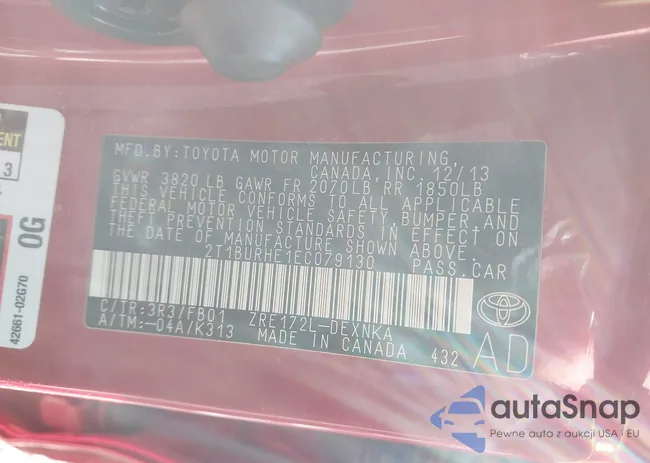 ENT
3
0G
42661-02G70
MFD.BY:TOYOTA MOTOR MANUFACTURING,
CANADA,INC. 12/13
GVWR 3820 LB GAWR FR 2070LB RR 1850LB
THIS VEHICLE CONFORMS TO ALL APPLICABLE
FEDERAL MOTOR VEHICLE SAFETY, BUMPER,AND
THEFT PREVENTION STANDARDS IN EFFECT ON
THE DATE OF MANUFACTURE SHOWN ABOVE.
2T1BURHE1EC079130 PASS.CAR
C/TR:3R3/FB01 ZRE172L-DEXNKA
A/TM:-04A/K313 MADE IN CANADA 432
AD
autoSnap
Pewne auto z aukcji USA i EU